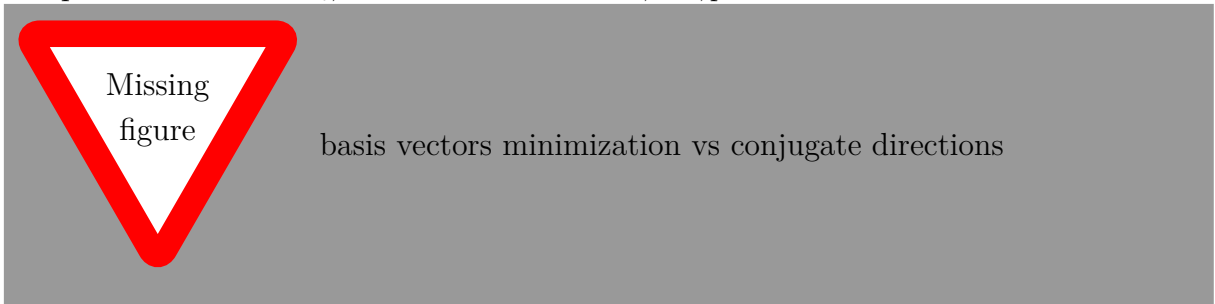 Missing
figure
basis vectors minimization vs conjugate directions